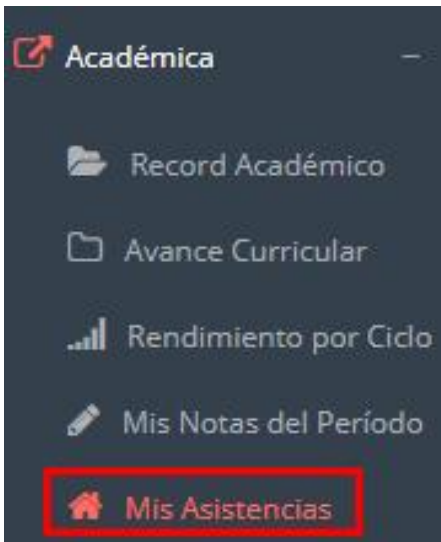 Académica
Record Académico
Avance Curricular
Rendimiento por Ciclo
Mis Notas del Período
Mis Asistencias